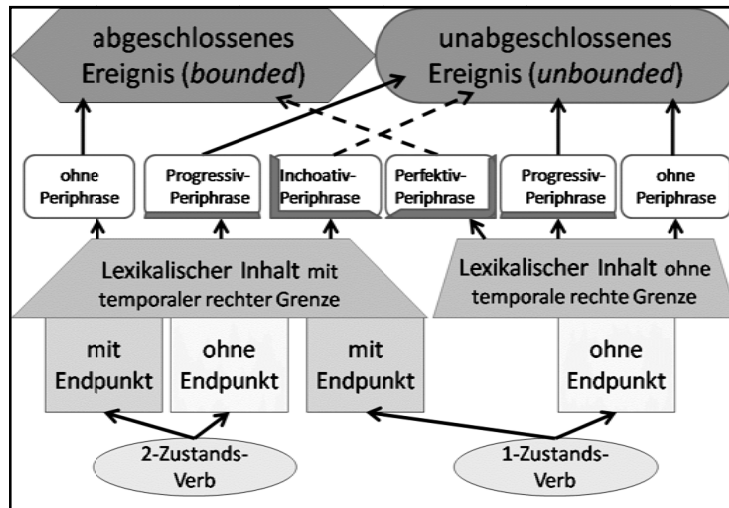 abgeschlossenes
Ereignis (bounded)
unabgeschlossenes
Ereignis (unbounded)
ohne
Periphrase
Progressiv-
Periphrase
Inchoativ-
Periphrase
Perfektiv-
Periphrase
Progressiv-
Periphrase
ohne
Periphrase
Lexikalischer Inhalt mit
temporaler rechter Grenze
Lexikalischer Inhalt ohne
temporale rechte Grenze
mit
Endpunkt
ohne
Endpunkt
mit
Endpunkt
ohne
Endpunkt
2-Zustands-
Verb
1-Zustands-
Verb